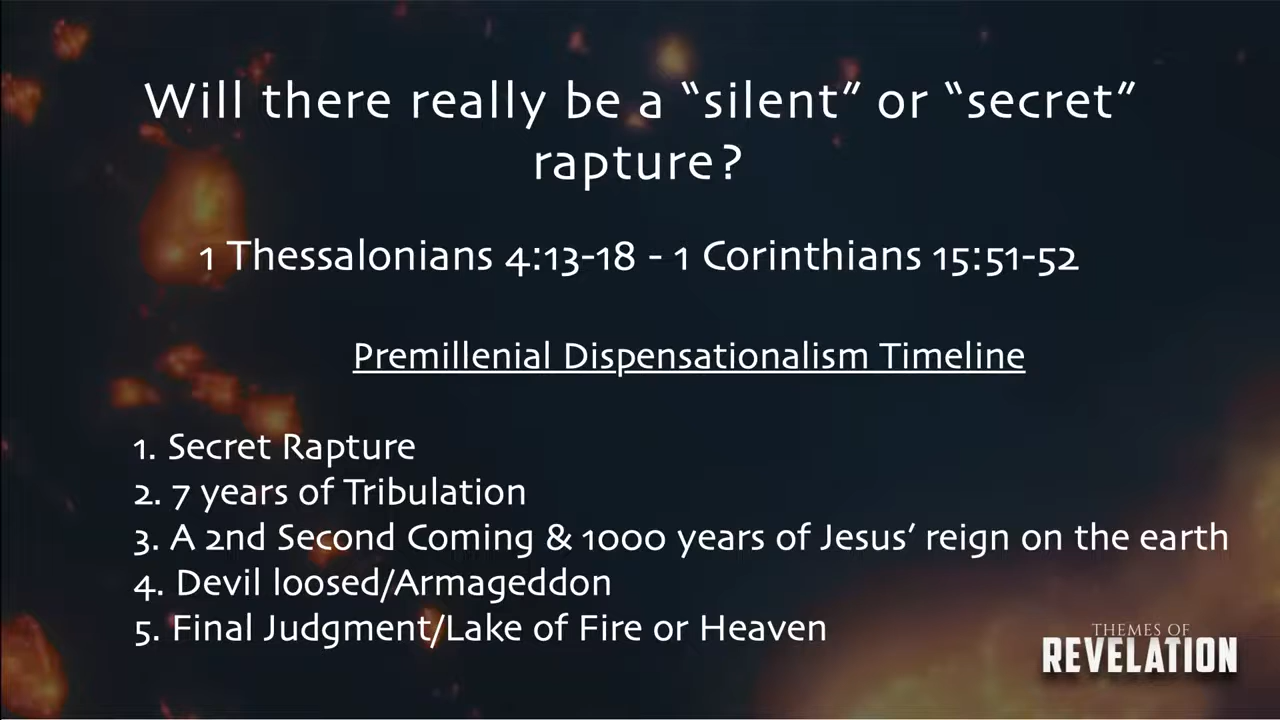 Will there really be a “silent” or “secret”
rapture?
1 Thessalonians 4:13-18 - 1 Corinthians 15:51-52
Premillenial Dispensationalism Timeline
1. Secret Rapture
2. 7 years of Tribulation
3. A 2nd Second Coming & 1000 years of Jesus’ reign on the earth
4. Devil loosed/Armageddon
5. Final Judgment/Lake of Fire or Heaven
THEMES OF
REVELATION